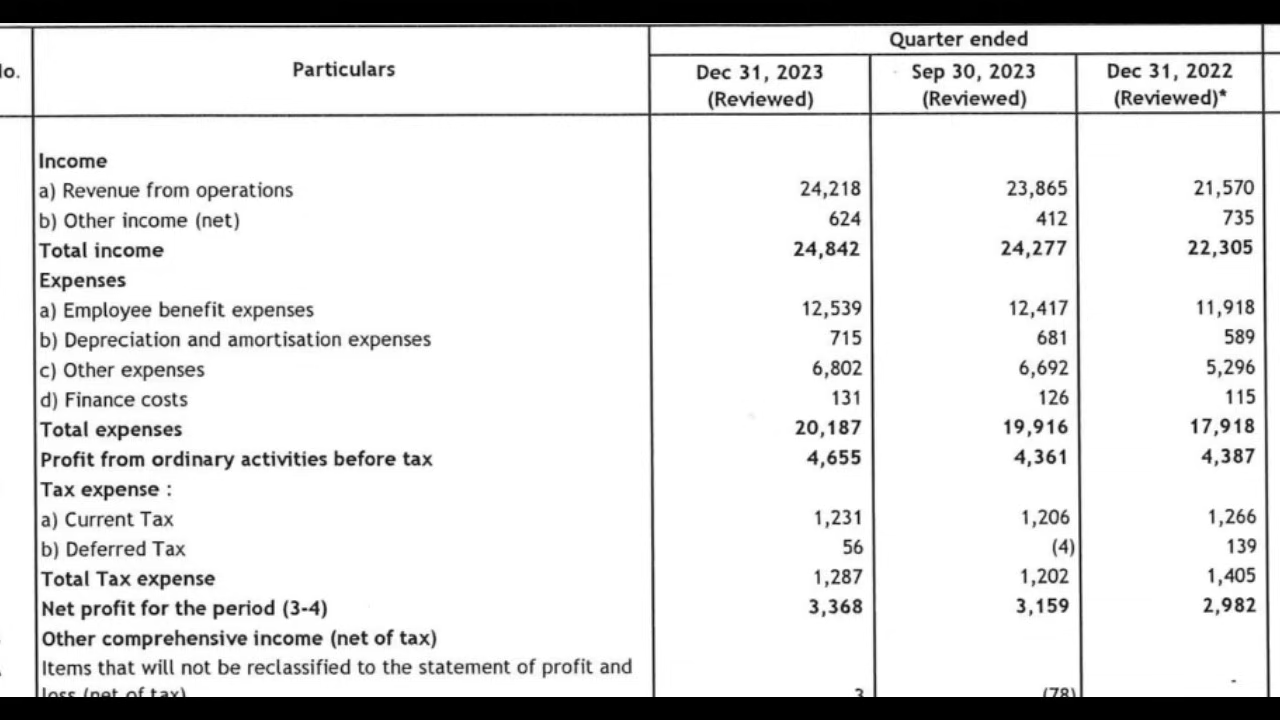 Quarter ended
No. Particulars Dec 31, 2023 Sep 30, 2023 Dec 31, 2022
(Reviewed) (Reviewed) (Reviewed)*
Income
a) Revenue from operations 24,218 23,865 21,570
b) Other income (net) 624 412 735
Total income 24,842 24,277 22,305
Expenses
a) Employee benefit expenses 12,539 12,417 11,918
b) Depreciation and amortisation expenses 715 681 589
c) Other expenses 6,802 6,692 5,296
d) Finance costs 131 126 115
Total expenses 20,187 19,916 17,918
Profit from ordinary activities before tax 4,655 4,361 4,387
Tax expense :
a) Current Tax 1,231 1,206 1,266
b) Deferred Tax 56 (4) 139
Total Tax expense 1,287 1,202 1,405
Net profit for the period (3-4) 3,368 3,159 2,982
Other comprehensive income (net of tax)
Items that will not be reclassified to the statement of profit and
loss (net of tax) 3 (78) -